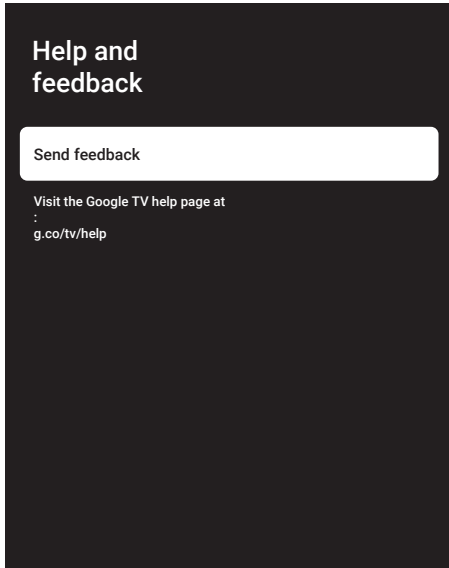 Help and
feedback
Send feedback
Visit the Google TV help page at
:
g.co/tv/help